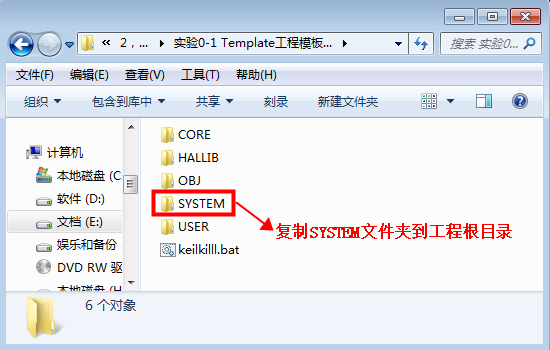 « 2，... ▶ 实验0-1 Template工程模板... ▶
搜索 实验0...
文件(F) 编辑(E) 查看(V) 工具(T) 帮助(H)
组织 包含到库中 共享 刻录 新建文件夹
计算机
本地磁盘 (C:
软件 (D:)
文档 (E:)
娱乐和备份 (
DVD RW 驱
本地磁盘 (H
CORE
HALLIB
OBJ
SYSTEM
USER
keilkilll.bat
复制SYSTEM文件夹到工程根目录
6 个对象